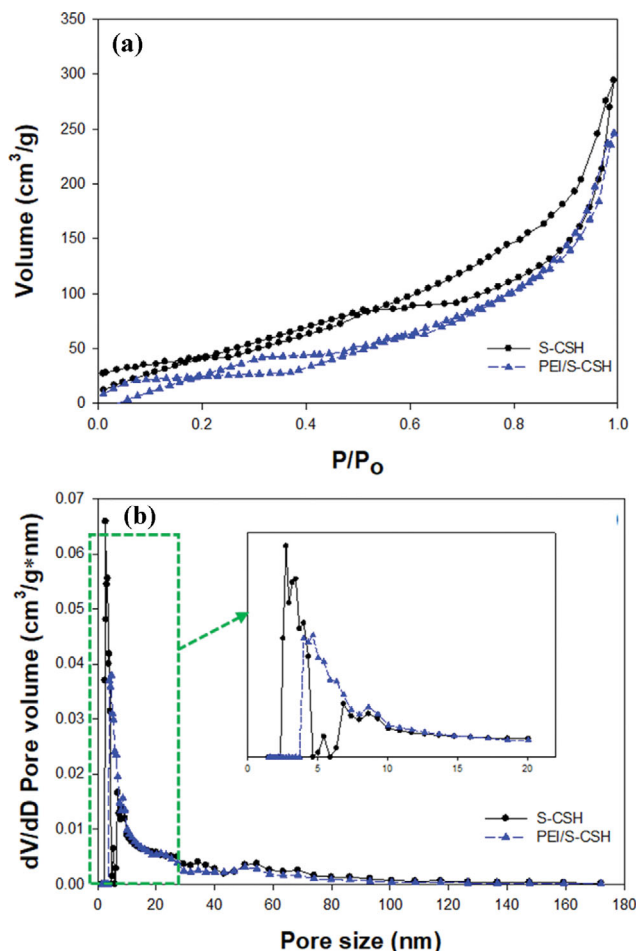 (a)
350
300
250
200
150
100
50
0
Volume (cm³/g)
S-CSH
PEI/S-CSH
0.0 0.2 0.4 0.6 0.8 1.0
P/P₀
(b)
0.07
0.06
0.05
0.04
0.03
0.02
0.01
0.00
dV/dD Pore volume (cm³/g*nm)
0 5 10 15 20
S-CSH
PEI/S-CSH
0 20 40 60 80 100 120 140 160 180
Pore size (nm)